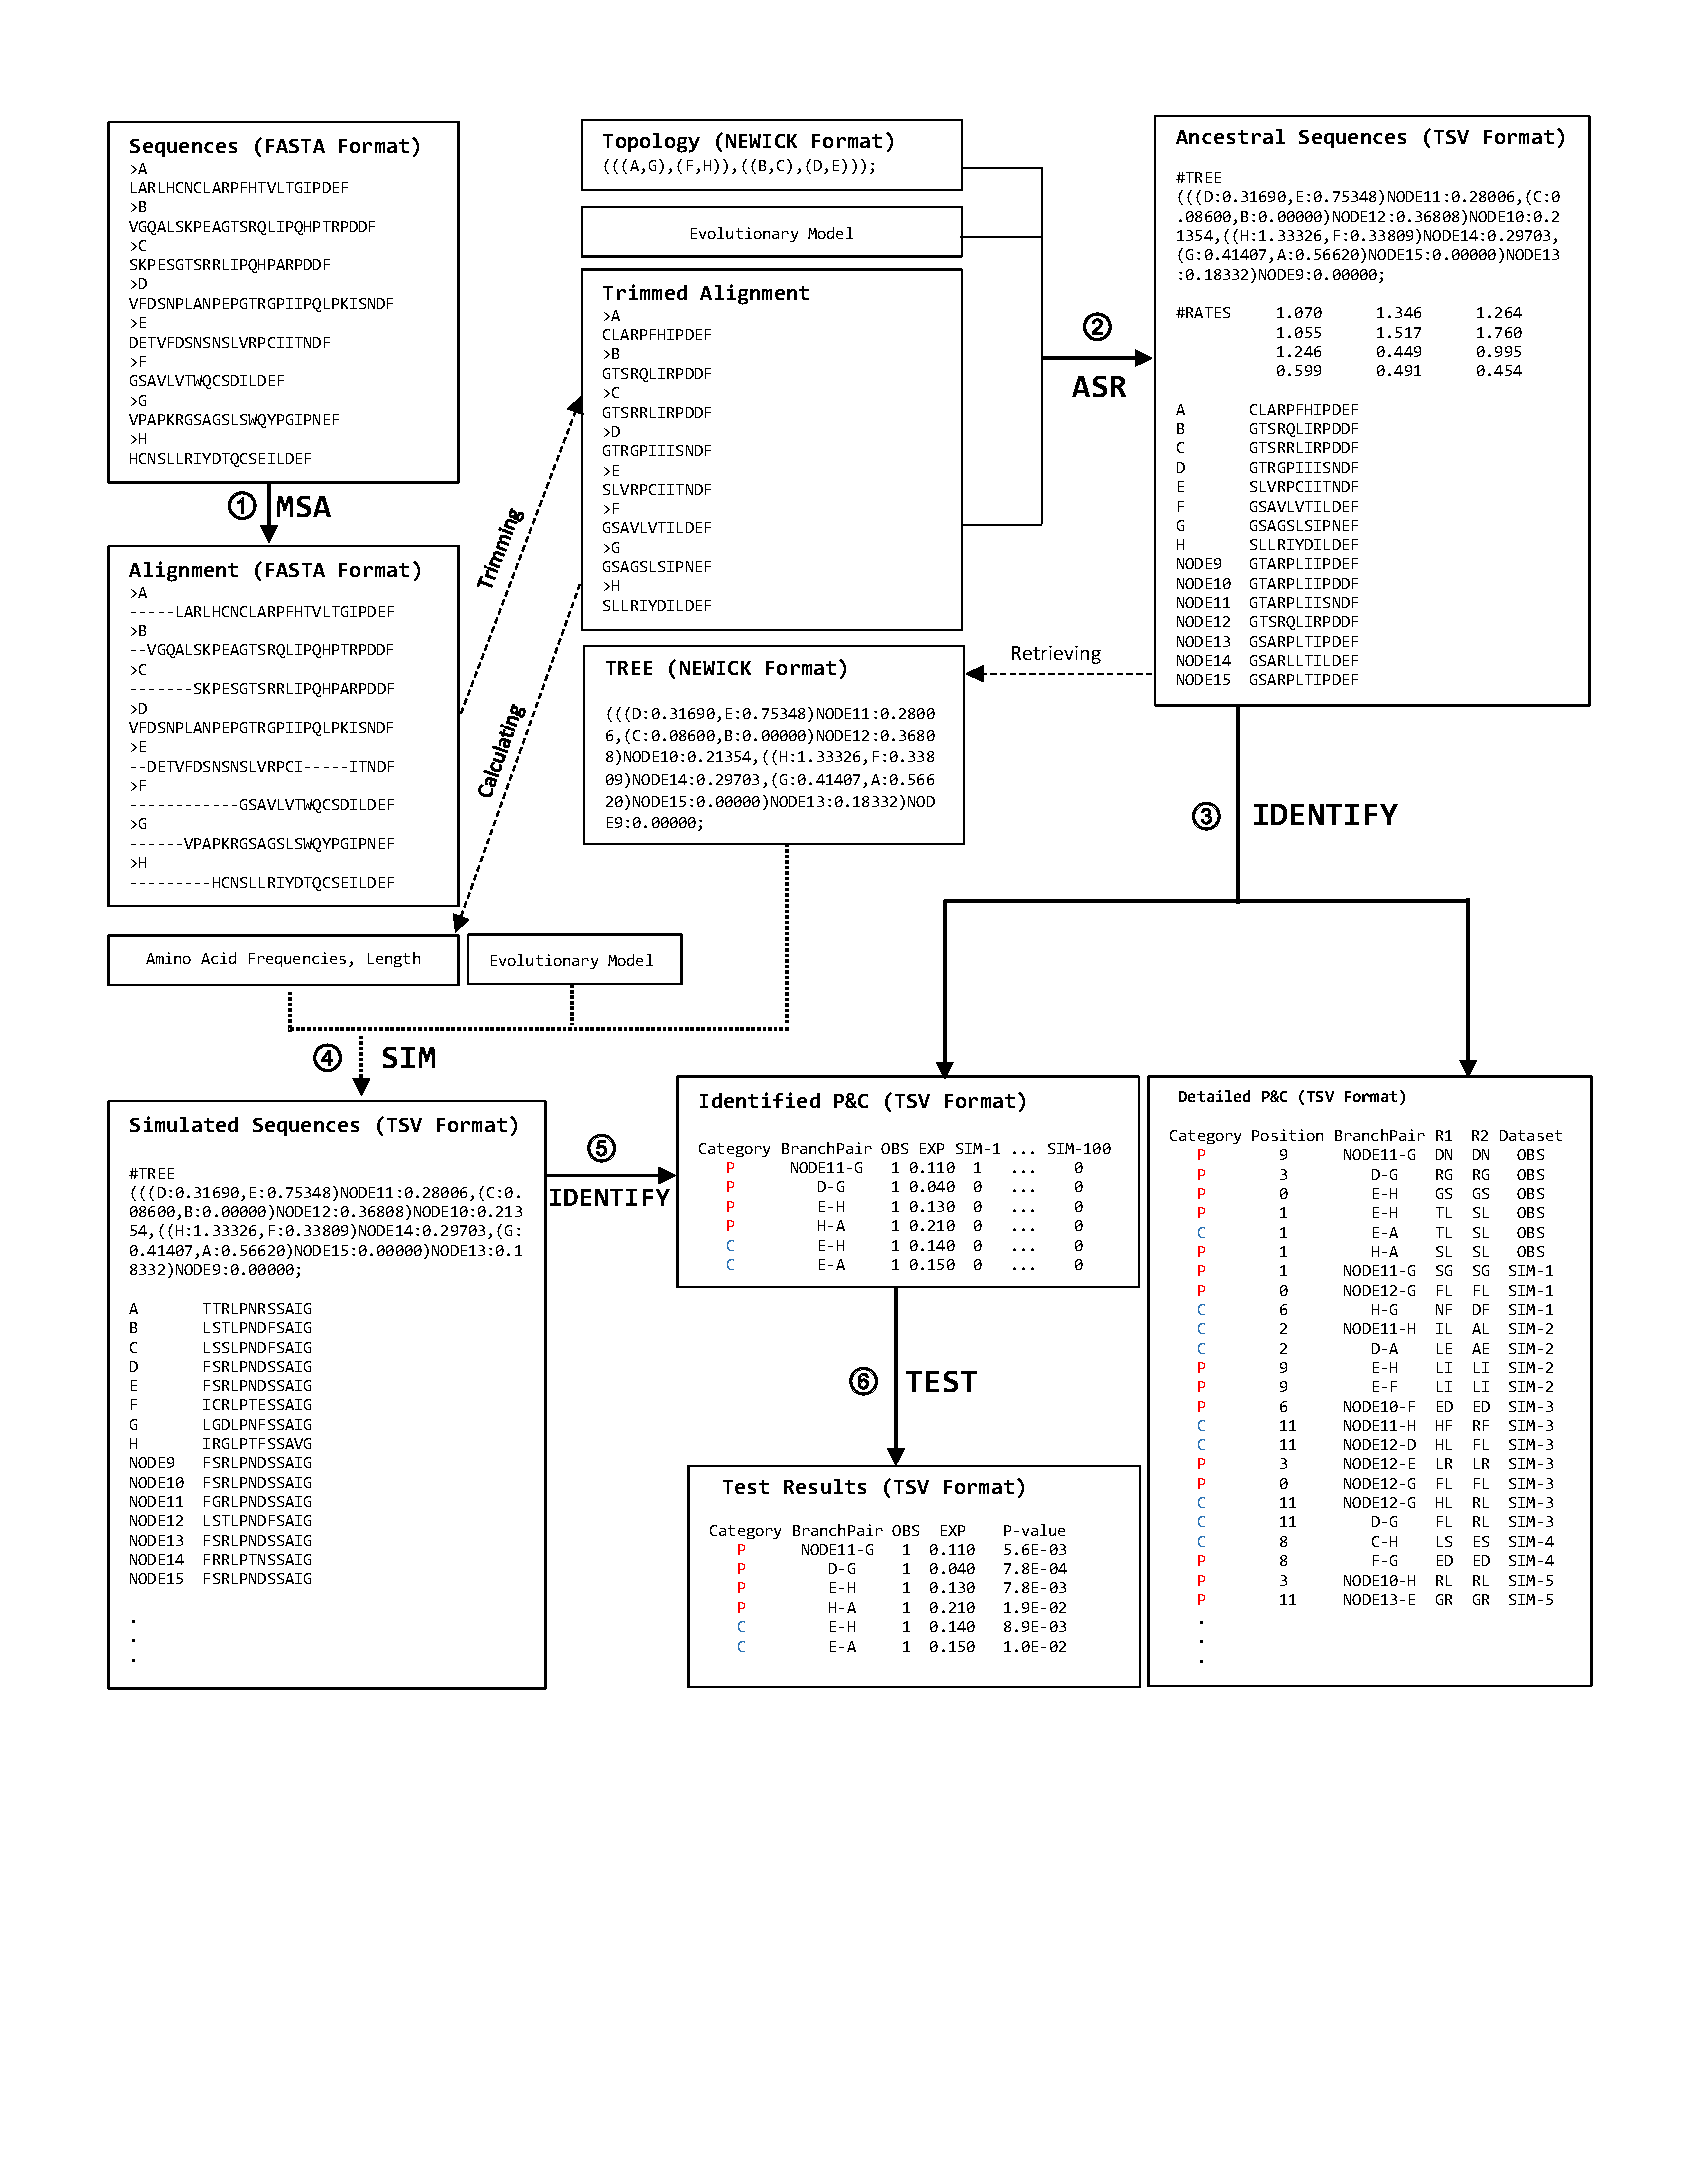 Sequences (FASTA Format)
>A
LARLHCNCLARPFHTVLTGIPDEF
>B
VGQALSKPEAGTSRQLIPQHPTRPDDF
>C
SKPESGTSRRLIPQHPARPDDF
>D
VFDSNPLANPEPGTRGPIIPQLPKISNDF
>E
DETVFDSNSNSLVRPCIITNDF
>F
GSAVLVTWQCSDILDEF
>G
VPAPKRGSAGSLSWQYPGIPNEF
>H
HCNSLLRIYDTQCSEILDEF
① MSA
Alignment (FASTA Format)
>A
-----LARLHCNCLARPFHTVLTGIPDEF
>B
--VGQALSKPEAGTSRQLIPQHPTRPDDF
>C
-------SKPESGTSRRLIPQHPARPDDF
>D
VFDSNPLANPEPGTRGPIIPQLPKISNDF
>E
--DETVFDSNSNSLVRPCI-----ITNDF
>F
------------GSAVLVTWQCSDILDEF
>G
------VPAPKRGSAGSLSWQYPGIPNEF
>H
---------HCNSLLRIYDTQCSEILDEF
Trimming
Calculating
Topology (NEWICK Format)
(((A,G),(F,H)),((B,C),(D,E)));
Evolutionary Model
Trimmed Alignment
>A
CLARPFHIPDEF
>B
GTSRQLIRPDDF
>C
GTSRRLIRPDDF
>D
GTRGPIIISNDF
>E
SLVRPCIITNDF
>F
GSAVLVTILDEF
>G
GSAGSLSIPNEF
>H
SLLRIYDILDEF
② ASR
Ancestral Sequences (TSV Format)
#TREE
(((D:0.31690,E:0.75348)NODE11:0.28006,(C:0
.08600,B:0.00000)NODE12:0.36808)NODE10:0.2
1354,((H:1.33326,F:0.33809)NODE14:0.29703,
(G:0.41407,A:0.56620)NODE15:0.00000)NODE13
:0.18332)NODE9:0.00000;
#RATES 1.070 1.346 1.264
1.055 1.517 1.760
1.246 0.449 0.995
0.599 0.491 0.454
A CLARPFHIPDEF
B GTSRQLIRPDDF
C GTSRRLIRPDDF
D GTRGPIIISNDF
E SLVRPCIITNDF
F GSAVLVTILDEF
G GSAGSLSIPNEF
H SLLRIYDILDEF
NODE9 GTARPLIIPDEF
NODE10 GTARPLIIPDDF
NODE11 GTARPLIISNDF
NODE12 GTSRQLIRPDDF
NODE13 GSARPLTIPDEF
NODE14 GSARLLTILDEF
NODE15 GSARPLTIPDEF
Retrieving
TREE (NEWICK Format)
(((D:0.31690,E:0.75348)NODE11:0.2800
6,(C:0.08600,B:0.00000)NODE12:0.3680
8)NODE10:0.21354,((H:1.33326,F:0.338
09)NODE14:0.29703,(G:0.41407,A:0.566
20)NODE15:0.00000)NODE13:0.18332)NOD
E9:0.00000;
③ IDENTIFY
Amino Acid Frequencies, Length
Evolutionary Model
④ SIM
Simulated Sequences (TSV Format)
#TREE
(((D:0.31690,E:0.75348)NODE11:0.28006,(C:0.
08600,B:0.00000)NODE12:0.36808)NODE10:0.213
54,((H:1.33326,F:0.33809)NODE14:0.29703,(G:
0.41407,A:0.56620)NODE15:0.00000)NODE13:0.1
8332)NODE9:0.00000;
A TTRLPNRSSAIG
B LSTLPNDFSAIG
C LSSLPNDFSAIG
D FSRLPNDSSAIG
E FSRLPNDSSAIG
F ICRLPTESSAIG
G LGDLPNFSSAIG
H IRGLPTFSSAVG
NODE9 FSRLPNDSSAIG
NODE10 FSRLPNDSSAIG
NODE11 FGRLPNDSSAIG
NODE12 LSTLPNDFSAIG
NODE13 FSRLPNDSSAIG
NODE14 FRRLPTNSSAIG
NODE15 FSRLPNDSSAIG
.
.
.
⑤
IDENTIFY
Identified P&C (TSV Format)
Category BranchPair OBS EXP SIM-1 ... SIM-100
P NODE11-G 1 0.110 1 ... 0
P D-G 1 0.040 0 ... 0
P E-H 1 0.130 0 ... 0
P H-A 1 0.210 0 ... 0
C E-H 1 0.140 0 ... 0
C E-A 1 0.150 0 ... 0
⑥ TEST
Test Results (TSV Format)
Category BranchPair OBS EXP P-value
P NODE11-G 1 0.110 5.6E-03
P D-G 1 0.040 7.8E-04
P E-H 1 0.130 7.8E-03
P H-A 1 0.210 1.9E-02
C E-H 1 0.140 8.9E-03
C E-A 1 0.150 1.0E-02
Detailed P&C (TSV Format)
Category Position BranchPair R1 R2 Dataset
P 9 NODE11-G DN DN OBS
P 3 D-G RG RG OBS
P 0 E-H GS GS OBS
P 1 E-H TL SL OBS
C 1 E-A TL SL OBS
P 1 H-A SL SL OBS
P 1 NODE11-G SG SG SIM-1
P 0 NODE12-G FL FL SIM-1
C 6 H-G NF DF SIM-1
C 2 NODE11-H IL AL SIM-2
C 2 D-A LE AE SIM-2
P 9 E-H LI LI SIM-2
P 9 E-F LI LI SIM-2
P 6 NODE10-F ED ED SIM-3
C 11 NODE11-H HF RF SIM-3
C 11 NODE12-D HL FL SIM-3
P 3 NODE12-E LR LR SIM-3
P 0 NODE12-G FL FL SIM-3
C 11 NODE12-G HL RL SIM-3
C 11 D-G FL RL SIM-3
C 8 C-H LS ES SIM-4
P 8 F-G ED ED SIM-4
P 3 NODE10-H RL RL SIM-5
P 11 NODE13-E GR GR SIM-5
.
.
.